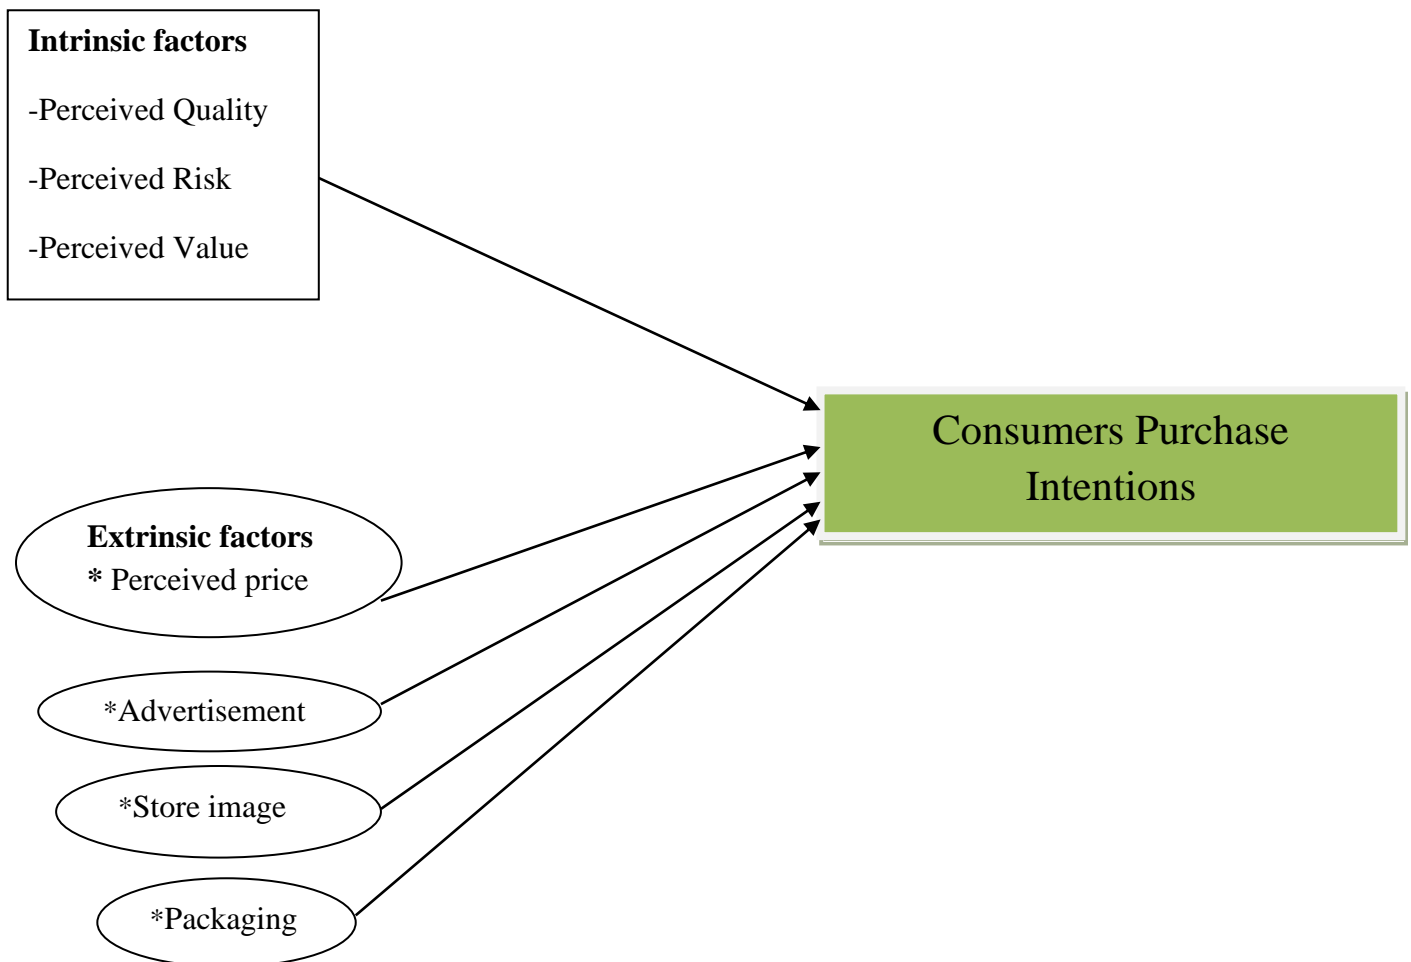 Intrinsic factors
-Perceived Quality
-Perceived Risk
-Perceived Value
Consumers Purchase
Intentions
Extrinsic factors
* Perceived price
*Advertisement
*Store image
*Packaging